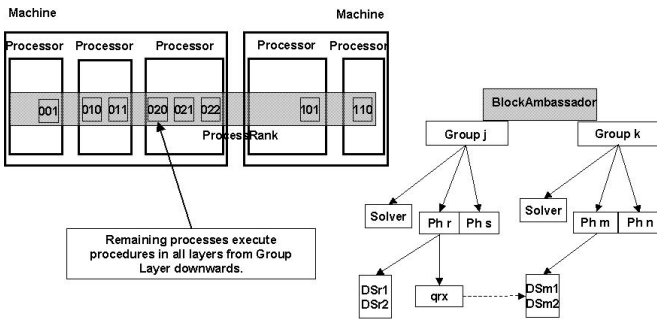 Machine
Machine
Processor
Processor
Processor
Processor
Processor
001
010
011
020
021
022
101
110
ProcessRank
Remaining processes execute
procedures in all layers from Group
Layer downwards.
BlockAmbassador
Group j
Group k
Solver
Ph r
Ph s
Solver
Ph m
Ph n
DSr1
DSr2
qrx
DSm1
DSm2